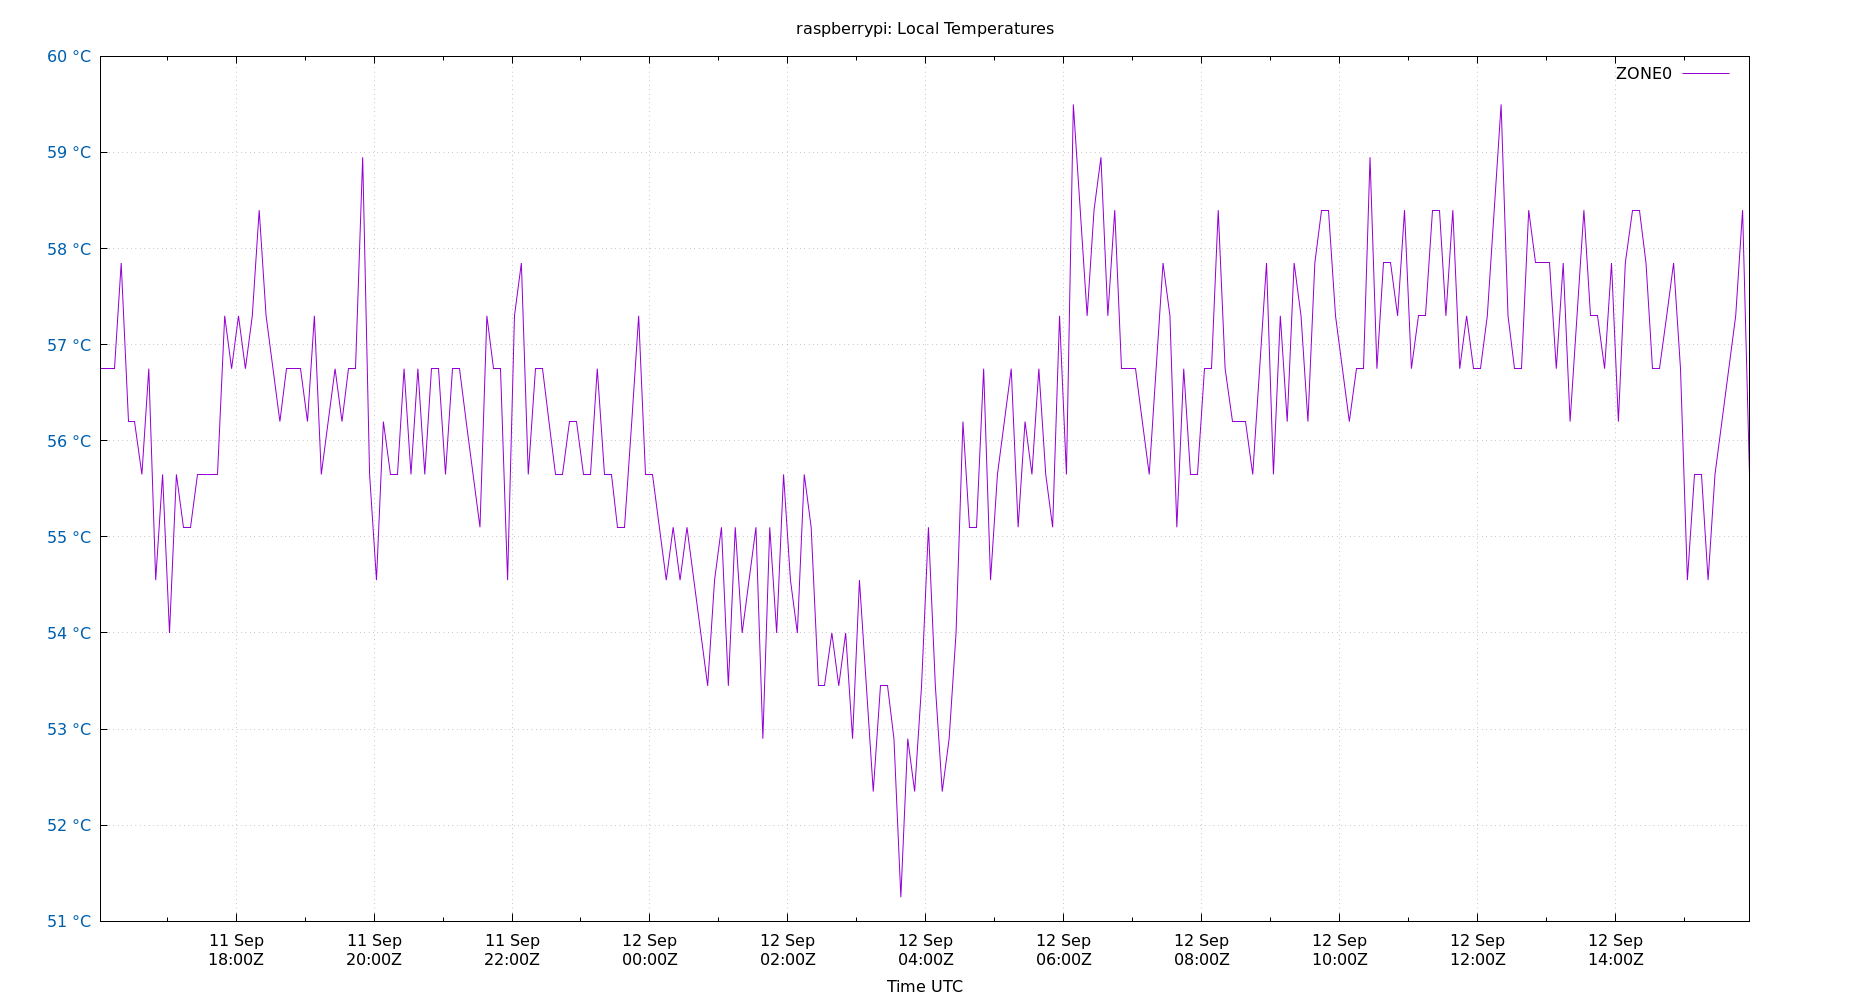 raspberrypi: Local Temperatures
60 °C
ZONE0
59 °C
58 °C
57 °C
56 °C
55 °C
54 °C
53 °C
52 °C
51 °C
11 Sep 11 Sep 11 Sep 12 Sep 12 Sep 12 Sep 12 Sep 12 Sep 12 Sep 12 Sep 12 Sep
18:00Z 20:00Z 22:00Z 00:00Z 02:00Z 04:00Z 06:00Z 08:00Z 10:00Z 12:00Z 14:00Z
Time UTC